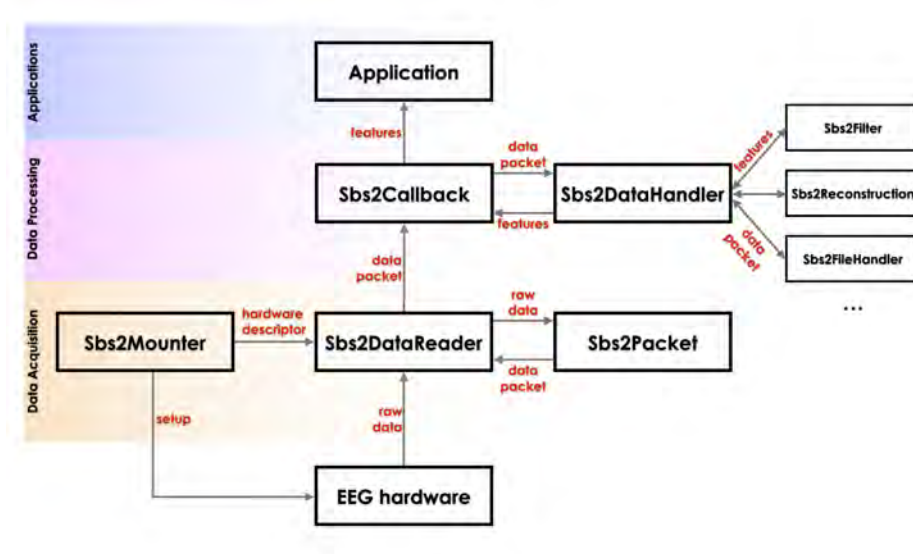 Applications
Application
features
Data Processing
Sbs2Callback
data
packet
Sbs2DataHandler
features
features
Sbs2Filter
Sbs2Reconstruction
data
packet
Sbs2FileHandler
...
data
packet
Data Acquisition
Sbs2Mounter
hardware
descriptor
Sbs2DataReader
raw
data
Sbs2Packet
data
packet
setup
raw
data
EEG hardware